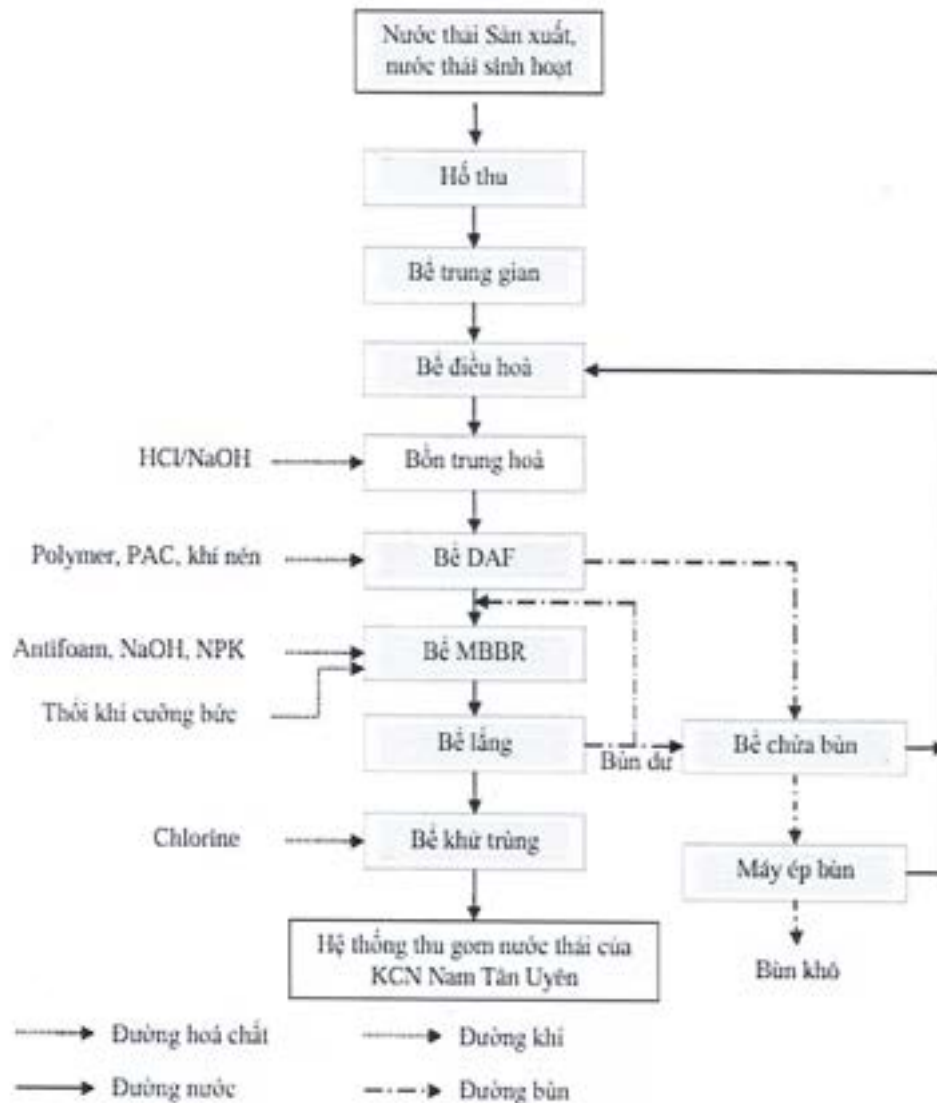 Nước thải Sản xuất,
nước thải sinh hoạt
Hố thu
Bể trung gian
Bể điều hoà
HCl/NaOH
Bồn trung hoà
Polymer, PAC, khí nén
Bể DAF
Antifoam, NaOH, NPK
Bể MBBR
Thổi khí cưỡng bức
Bể lắng
Bùn dư
Bể chứa bùn
Chlorine
Bể khử trùng
Máy ép bùn
Hệ thống thu gom nước thải của
KCN Nam Tân Uyên
Bùn khô
Đường hoá chất
Đường khí
Đường nước
Đường bùn